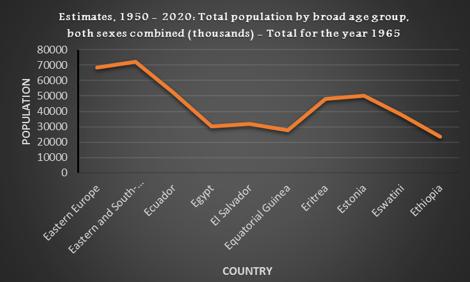 Estimates, 1950 - 2020: Total population by broad age group,
both sexes combined (thousands) - Total for the year 1965
80000
70000
60000
50000
40000
30000
20000
10000
0
POPULATION
Eastern Europe
Eastern and South-...
Ecuador
Egypt
El Salvador
Equatorial Guinea
Eritrea
Estonia
Eswatini
Ethiopia
COUNTRY